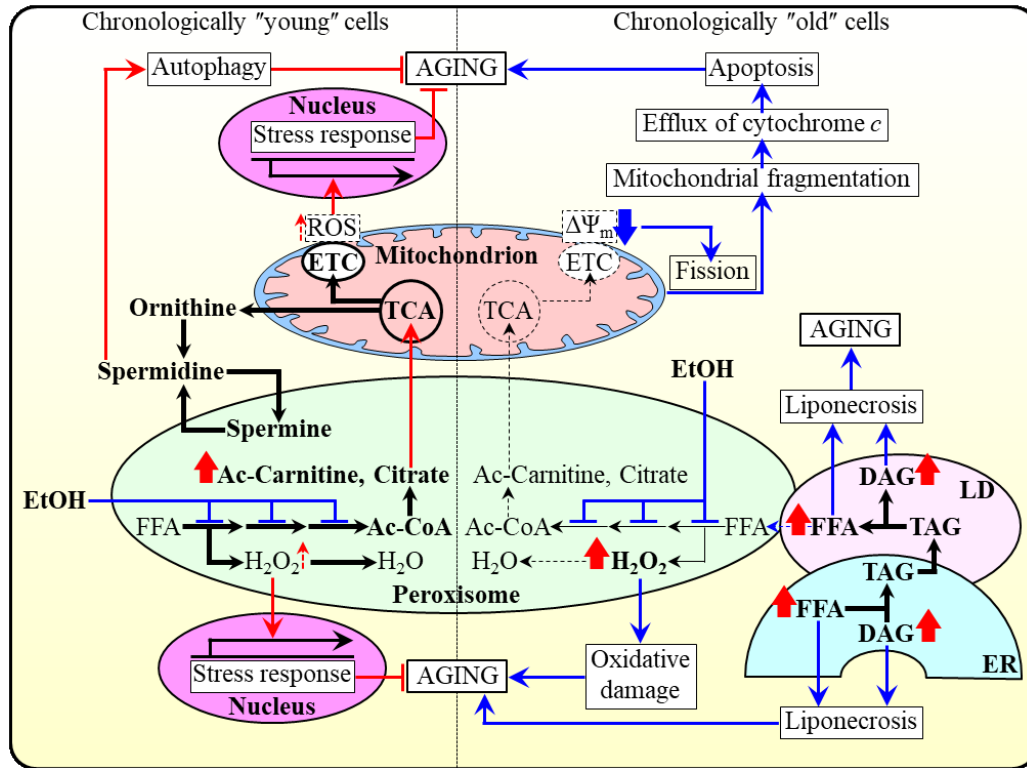 Chronologically "young" cells
Chronologically "old" cells
Autophagy
AGING
Apoptosis
Nucleus
Stress response
Efflux of cytochrome c
Mitochondrial fragmentation
ROS
ΔΨm
ETC
Mitochondrion
ETC
Fission
Ornithine
TCA
TCA
AGING
Spermidine
EtOH
Liponecrosis
Spermine
Ac-Carnitine, Citrate
Ac-Carnitine, Citrate
DAG
LD
EtOH
FFA
Ac-CoA
Ac-CoA
FFA
FFA
TAG
H₂O₂
H₂O
H₂O
H₂O₂
TAG
Peroxisome
FFA
DAG
ER
Stress response
Nucleus
AGING
Oxidative
damage
Liponecrosis